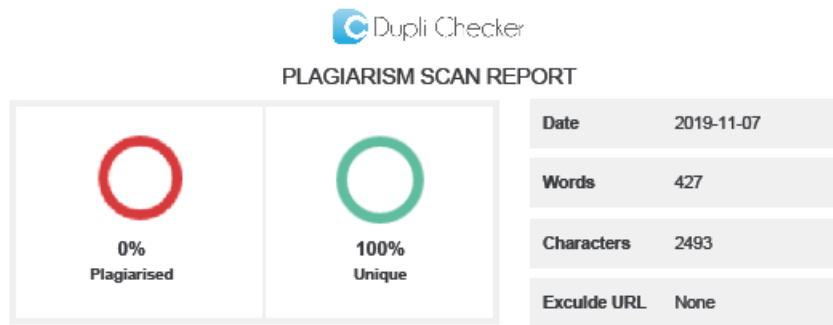 Dupli Checker
PLAGIARISM SCAN REPORT
0%
Plagiarised
100%
Unique
Date 2019-11-07
Words 427
Characters 2493
Exculde URL None